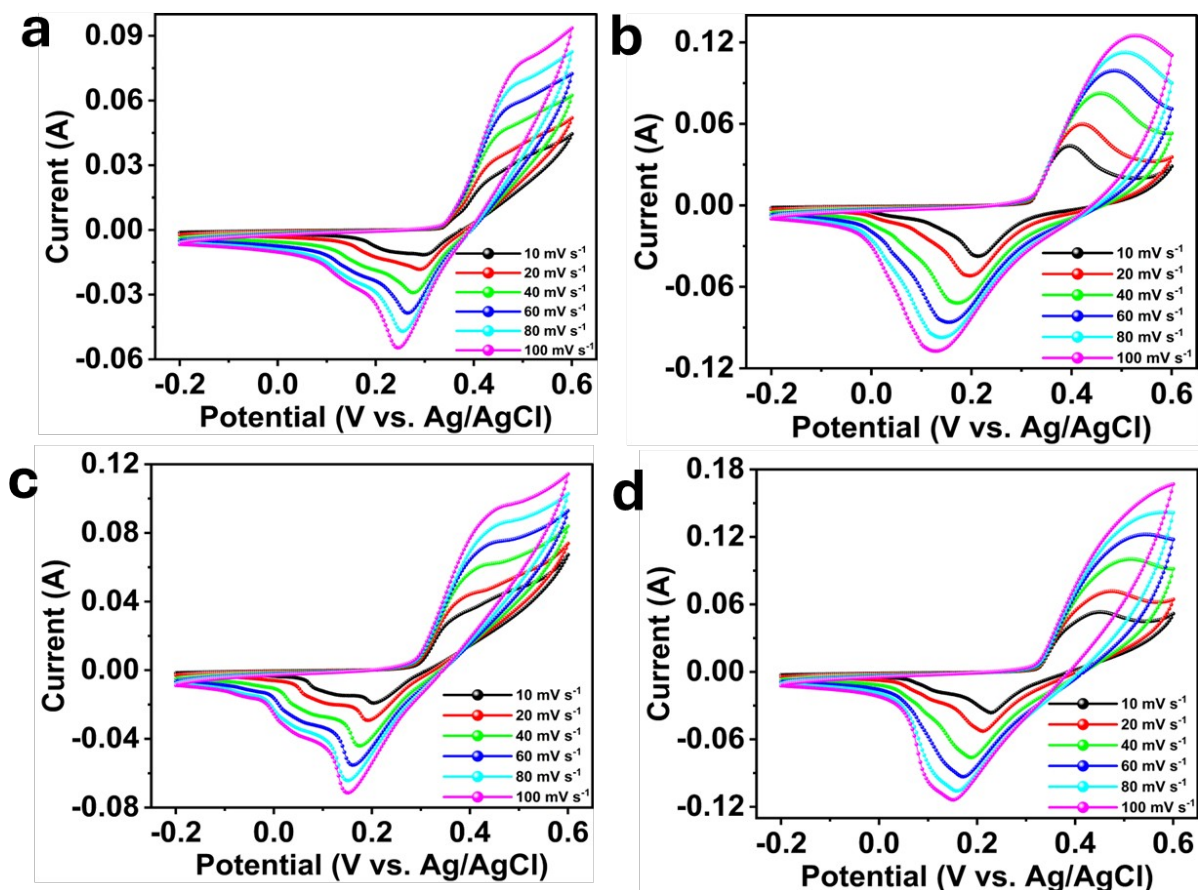 a
Current (A)
0.09
0.06
0.03
0.00
-0.03
-0.06
10 mV s⁻¹
20 mV s⁻¹
40 mV s⁻¹
60 mV s⁻¹
80 mV s⁻¹
100 mV s⁻¹
-0.2 0.0 0.2 0.4 0.6
Potential (V vs. Ag/AgCl)
b
Current (A)
0.12
0.06
0.00
-0.06
-0.12
10 mV s⁻¹
20 mV s⁻¹
40 mV s⁻¹
60 mV s⁻¹
80 mV s⁻¹
100 mV s⁻¹
-0.2 0.0 0.2 0.4 0.6
Potential (V vs. Ag/AgCl)
c
Current (A)
0.12
0.08
0.04
0.00
-0.04
-0.08
10 mV s⁻¹
20 mV s⁻¹
40 mV s⁻¹
60 mV s⁻¹
80 mV s⁻¹
100 mV s⁻¹
-0.2 0.0 0.2 0.4 0.6
Potential (V vs. Ag/AgCl)
d
Current (A)
0.18
0.12
0.06
0.00
-0.06
-0.12
10 mV s⁻¹
20 mV s⁻¹
40 mV s⁻¹
60 mV s⁻¹
80 mV s⁻¹
100 mV s⁻¹
-0.2 0.0 0.2 0.4 0.6
Potential (V vs. Ag/AgCl)